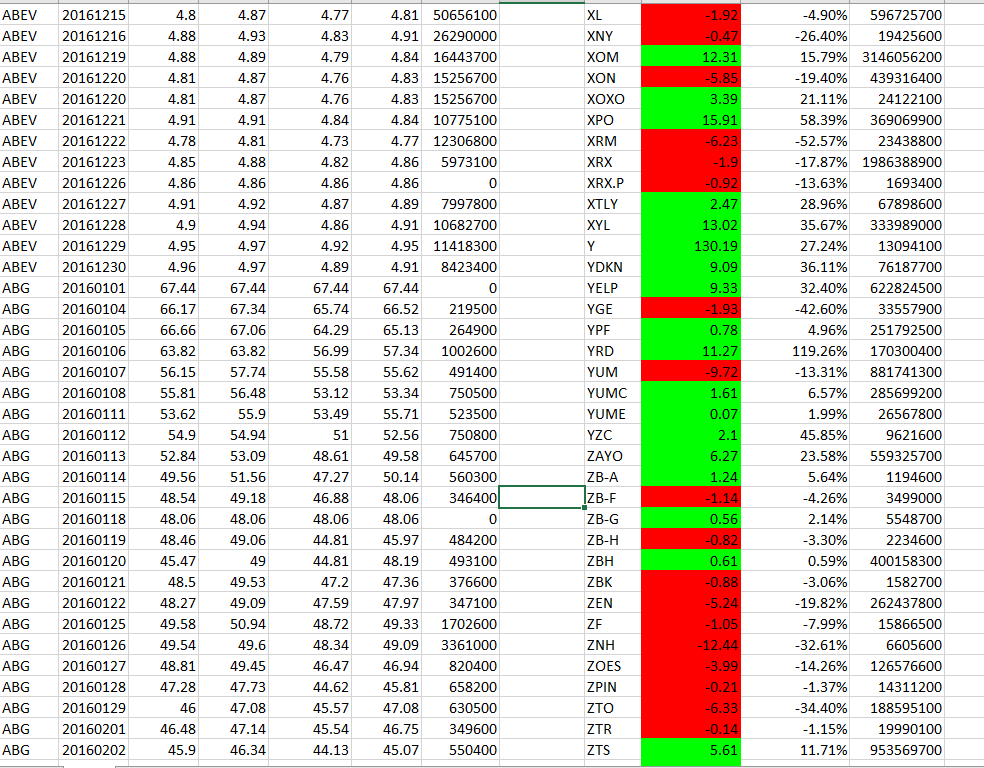 ABEV 20161215 4.8 4.87 4.77 4.81 50656100 XL -1.92 -4.90% 596725700
ABEV 20161216 4.88 4.93 4.83 4.91 26290000 XNY -0.47 -26.40% 19425600
ABEV 20161219 4.88 4.89 4.79 4.84 16443700 XOM 12.31 15.79% 3146056200
ABEV 20161220 4.81 4.87 4.76 4.83 15256700 XON -5.85 -19.40% 439316400
ABEV 20161220 4.81 4.87 4.76 4.83 15256700 XOXO 3.39 21.11% 24122100
ABEV 20161221 4.91 4.91 4.84 4.84 10775100 XPO 15.91 58.39% 369069900
ABEV 20161222 4.78 4.81 4.73 4.77 12306800 XRM -6.23 -52.57% 23438800
ABEV 20161223 4.85 4.88 4.82 4.86 5973100 XRX -1.9 -17.87% 1986388900
ABEV 20161226 4.86 4.86 4.86 4.86 0 XRX.P -0.92 -13.63% 1693400
ABEV 20161227 4.91 4.92 4.87 4.89 7997800 XTLY 2.47 28.96% 67898600
ABEV 20161228 4.9 4.94 4.86 4.91 10682700 XYL 13.02 35.67% 333989000
ABEV 20161229 4.95 4.97 4.92 4.95 11418300 Y 130.19 27.24% 13094100
ABEV 20161230 4.96 4.97 4.89 4.91 8423400 YDKN 9.09 36.11% 76187700
ABG 20160101 67.44 67.44 67.44 67.44 0 YELP 9.33 32.40% 622824500
ABG 20160104 66.17 67.34 65.74 66.52 219500 YGE -1.93 -42.60% 33557900
ABG 20160105 66.66 67.06 64.29 65.13 264900 YPF 0.78 4.96% 251792500
ABG 20160106 63.82 63.82 56.99 57.34 1002600 YRD 11.27 119.26% 170300400
ABG 20160107 56.15 57.74 55.58 55.62 491400 YUM -9.72 -13.31% 881741300
ABG 20160108 55.81 56.48 53.12 53.34 750500 YUMC 1.61 6.57% 285699200
ABG 20160111 53.62 55.9 53.49 55.71 523500 YUME 0.07 1.99% 26567800
ABG 20160112 54.9 54.94 51 52.56 750800 YZC 2.1 45.85% 9621600
ABG 20160113 52.84 53.09 48.61 49.58 645700 ZAYO 6.27 23.58% 559325700
ABG 20160114 49.56 51.56 47.27 50.14 560300 ZB-A 1.24 5.64% 1194600
ABG 20160115 48.54 49.18 46.88 48.06 346400 ZB-F -1.14 -4.26% 3499000
ABG 20160118 48.06 48.06 48.06 48.06 0 ZB-G 0.56 2.14% 5548700
ABG 20160119 48.46 49.06 44.81 45.97 484200 ZB-H -0.82 -3.30% 2234600
ABG 20160120 45.47 49 44.81 48.19 493100 ZBH 0.61 0.59% 400158300
ABG 20160121 48.5 49.53 47.2 47.36 376600 ZBK -0.88 -3.06% 1582700
ABG 20160122 48.27 49.09 47.59 47.97 347100 ZEN -5.24 -19.82% 262437800
ABG 20160125 49.58 50.94 48.72 49.33 1702600 ZF -1.05 -7.99% 15866500
ABG 20160126 49.54 49.6 48.34 49.09 3361000 ZNH -12.44 -32.61% 6605600
ABG 20160127 48.81 49.45 46.47 46.94 820400 ZOES -3.99 -14.26% 126576600
ABG 20160128 47.28 47.73 44.62 45.81 658200 ZPIN -0.21 -1.37% 14311200
ABG 20160129 46 47.08 45.57 47.08 630500 ZTO -6.33 -34.40% 188595100
ABG 20160201 46.48 47.14 45.54 46.75 349600 ZTR -0.14 -1.15% 19990100
ABG 20160202 45.9 46.34 44.13 45.07 550400 ZTS 5.61 11.71% 953569700